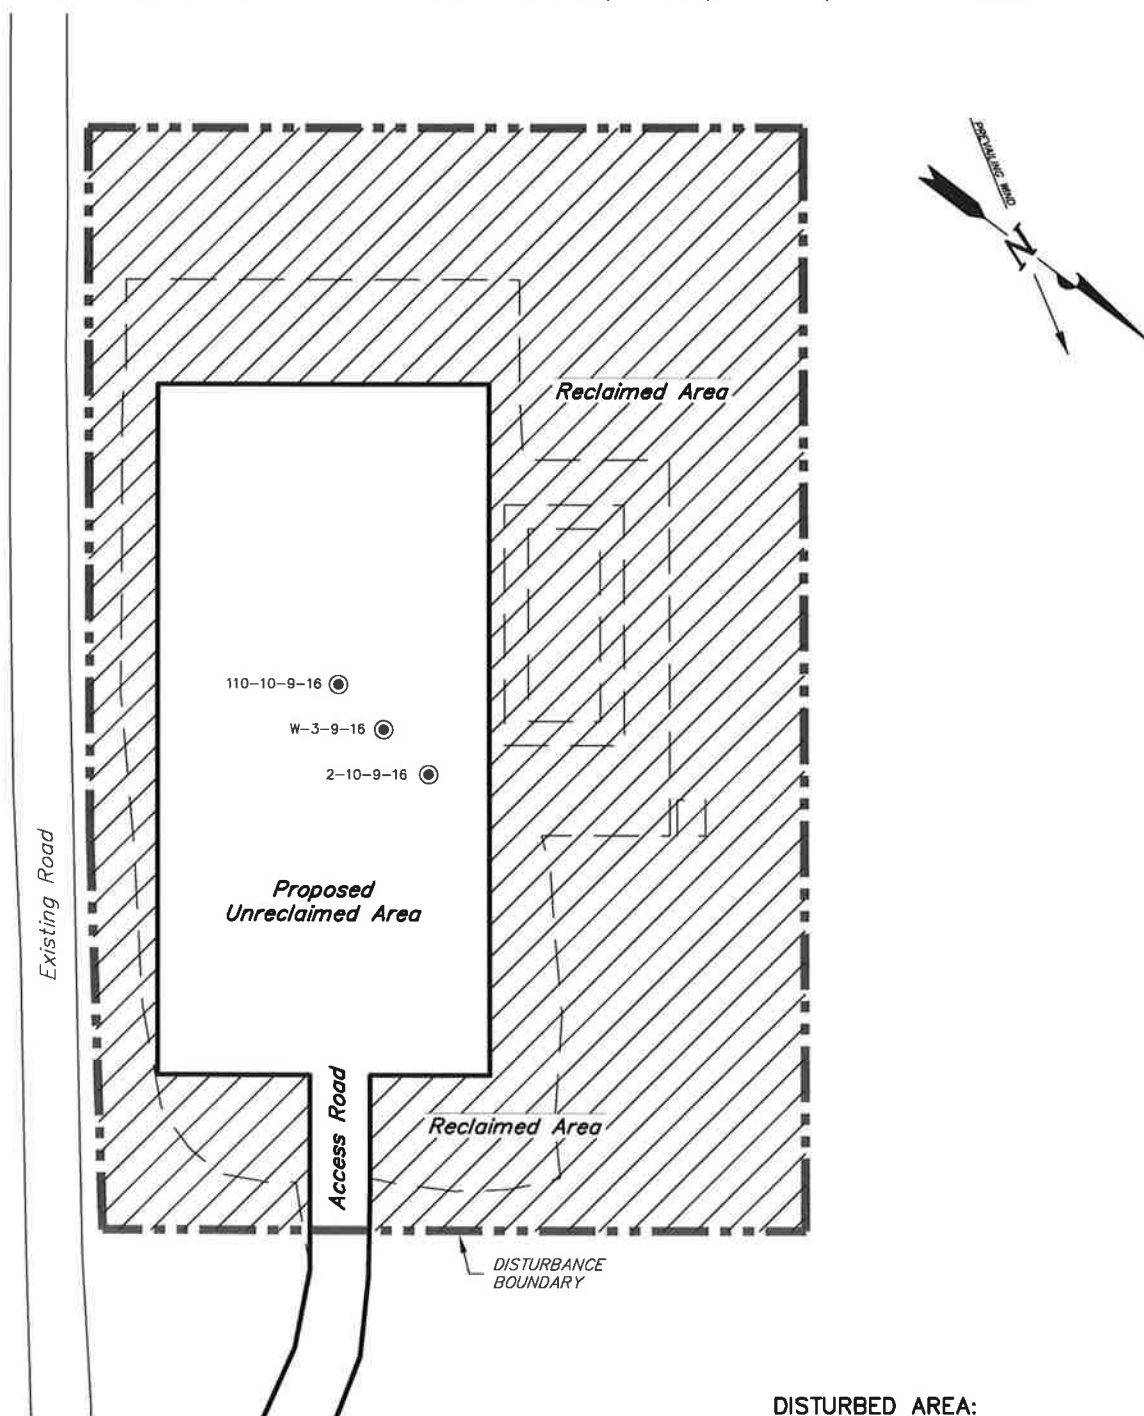 PREVAILING WIND
N
Reclaimed Area
110-10-9-16
W-3-9-16
2-10-9-16
Existing Road
Proposed
Unreclaimed Area
Access Road
Reclaimed Area
DISTURBANCE
BOUNDARY
DISTURBED AREA: